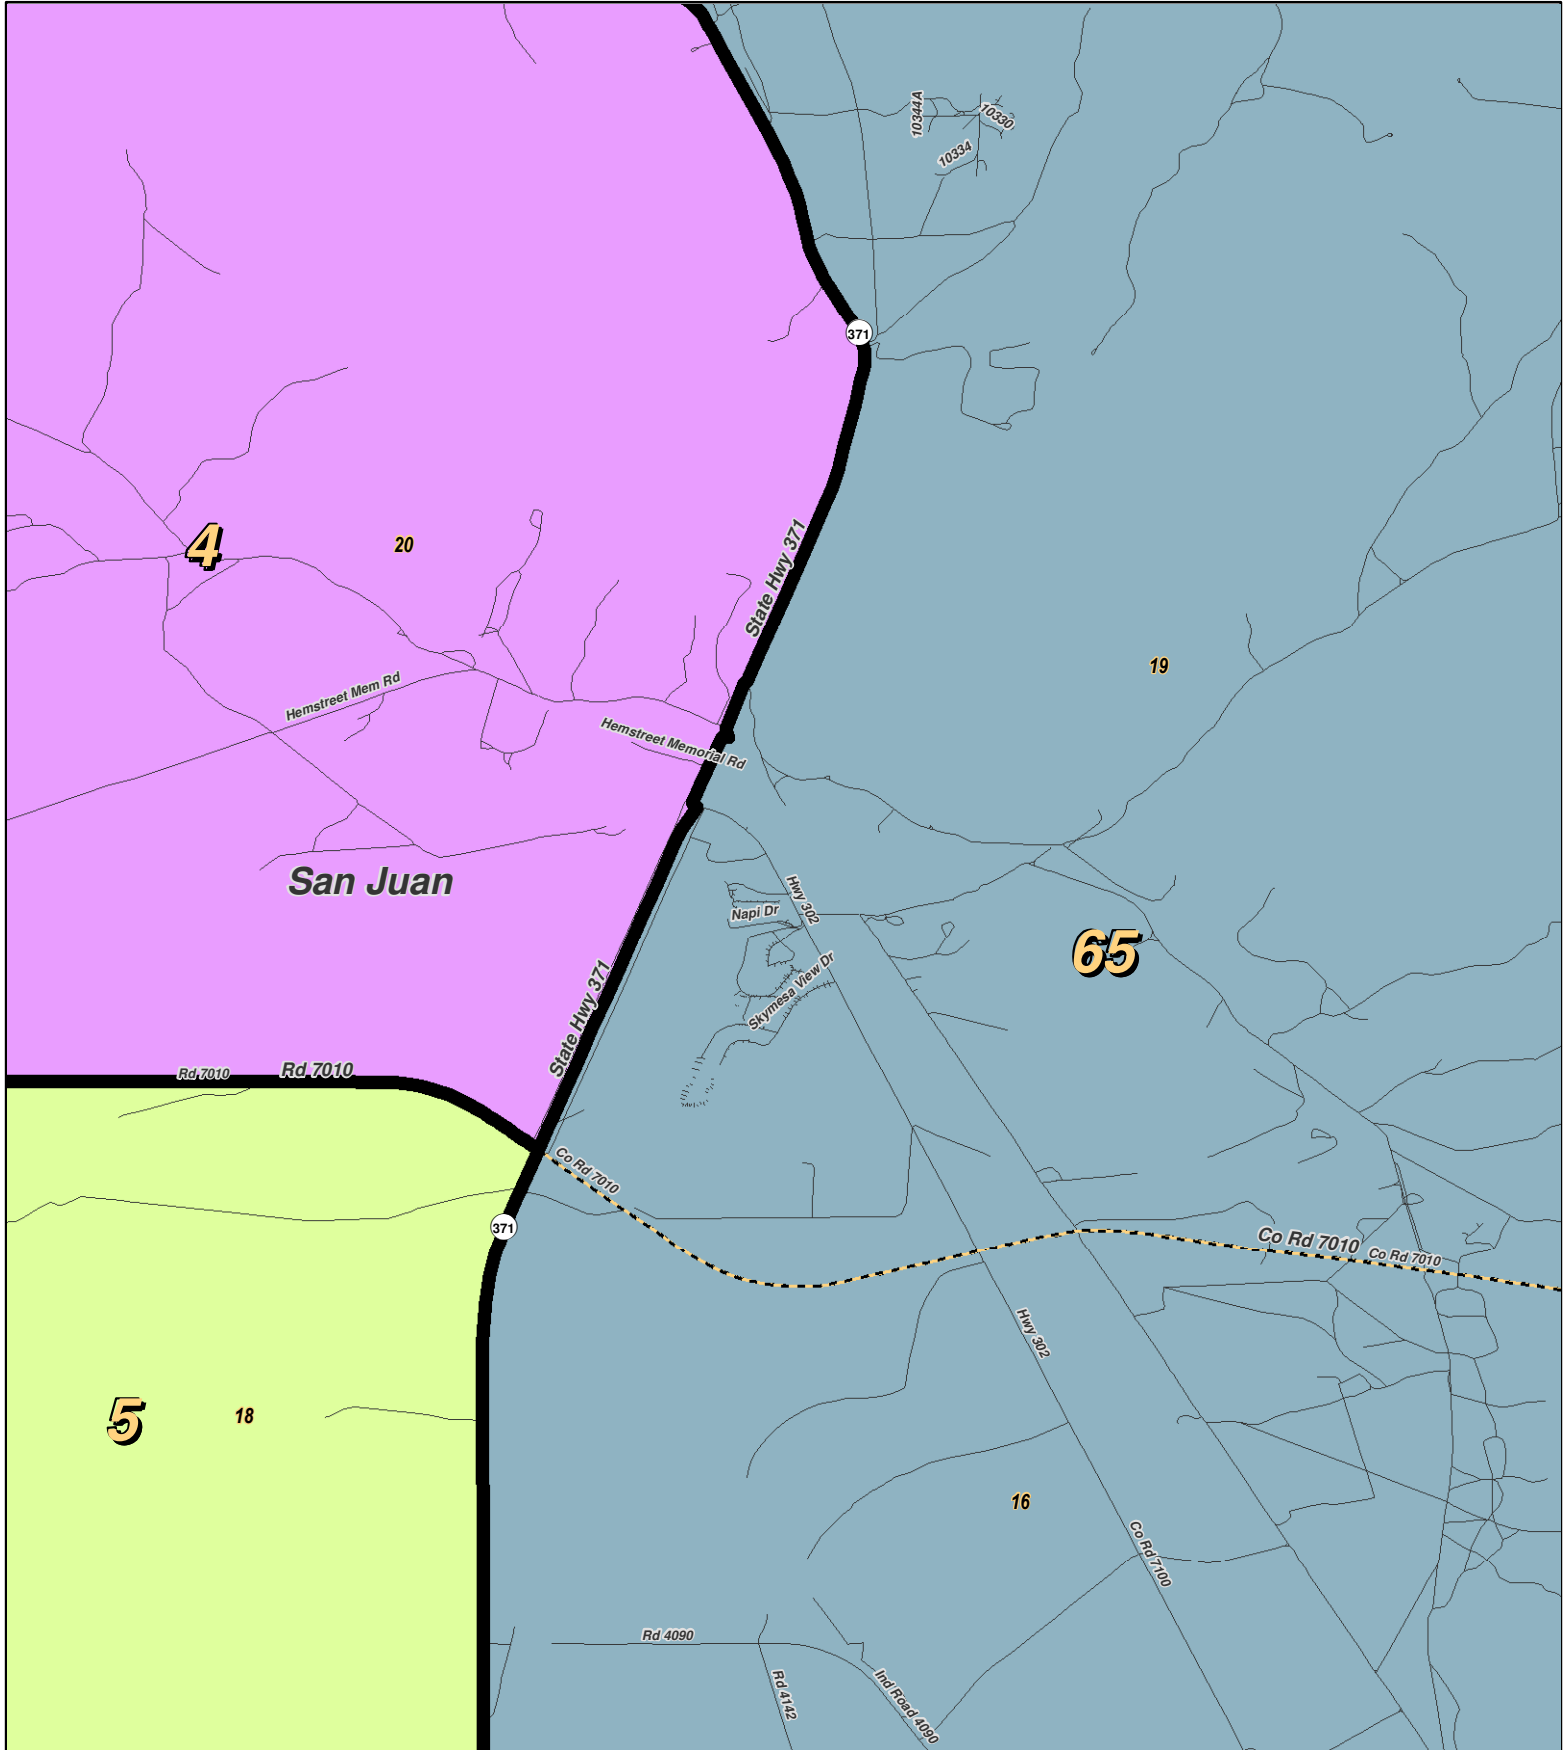 10344A
10330
10334
371
State Hwy 371
4
20
19
Hemstreet Mem Rd
Hemstreet Memorial Rd
San Juan
Hwy 302
Napi Dr
65
Skymesa View Dr
State Hwy 371
Rd 7010
Rd 7010
Co Rd 7010
371
Co Rd 7010
Co Rd 7010
Hwy 302
5
18
16
Co Rd 7100
Rd 4090
Rd 4142
Ind Road 4090